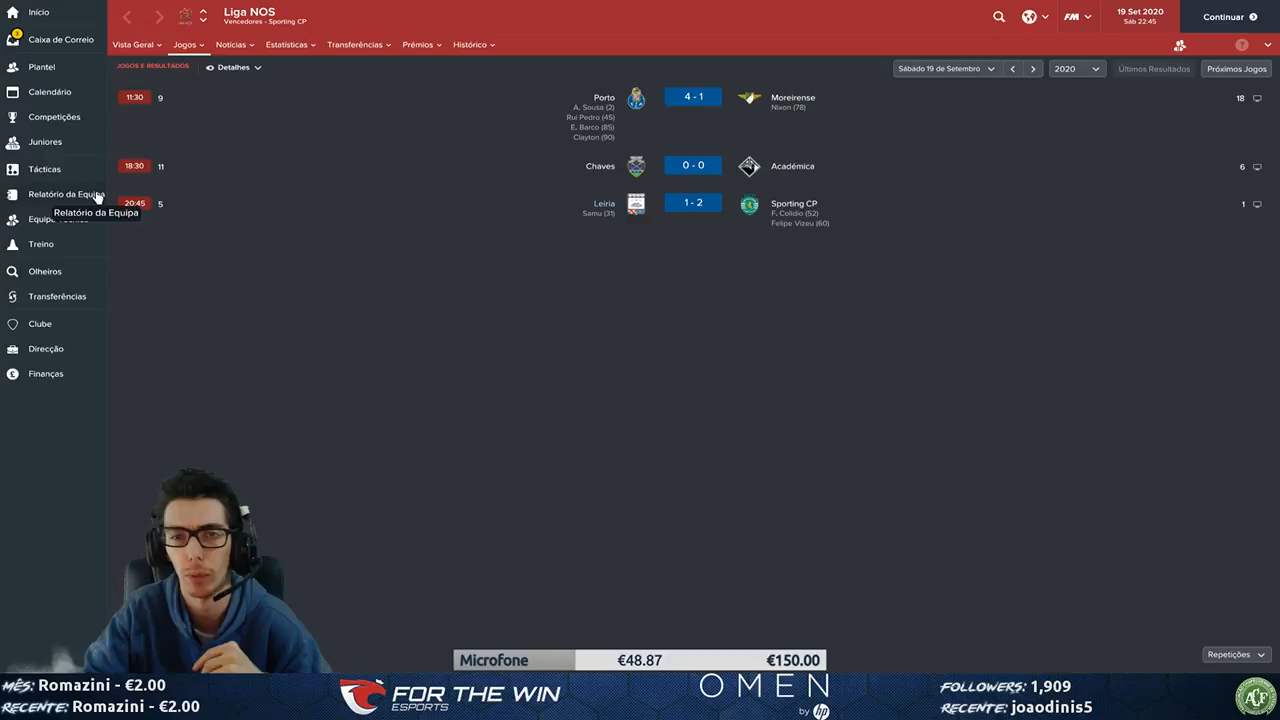 Início
Liga NOS
Vencedores - Sporting CP
19 Set 2020
Sáb 22:45
FM
Continuar
3
Caixa de Correio
Vista Geral
Jogos
Notícias
Estatísticas
Transferências
Prémios
Histórico
JOGOS E RESULTADOS
Detalhes
Sábado 19 de Setembro
2020
Últimos Resultados
Próximos Jogos
Plantel
Calendário
Competições
Juniores
Tácticas
Relatório da Equipa
Relatório da Equipa
Treino
Olheiros
Transferências
Clube
Direcção
Finanças
11:30 9 Porto 4 - 1 Moreirense 18
A. Sousa (2) Nixon (78)
Rui Pedro (45)
E. Barco (85)
Clayton (90)
18:30 11 Chaves 0 - 0 Académica 6
20:45 5 Leiria 1 - 2 Sporting CP 1
Samu (31) F. Colidio (52)
Felipe Vizeu (60)
Repetições
Microfone €48.87 €150.00
MÊS: Romazini - €2.00
RECENTE: Romazini - €2.00
FOR THE WIN
ESPORTS
OMEN
by hp
FOLLOWERS: 1,909
RECENTE: joaodinis5